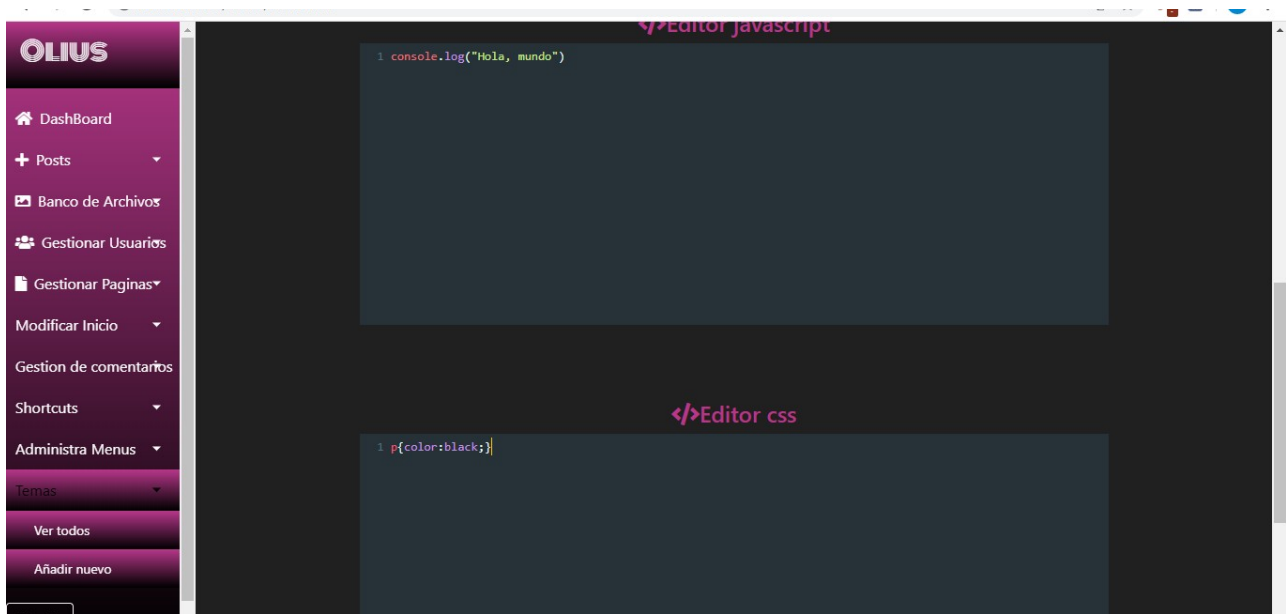 OLIUS
DashBoard
+ Posts
Banco de Archivos
Gestionar Usuarios
Gestionar Paginas
Modificar Inicio
Gestion de comentarios
Shortcuts
Administra Menus
Temas
Ver todos
Añadir nuevo
</>Editor javascript
1 console.log("Hola, mundo")
</>Editor css
1 p{color:black;}